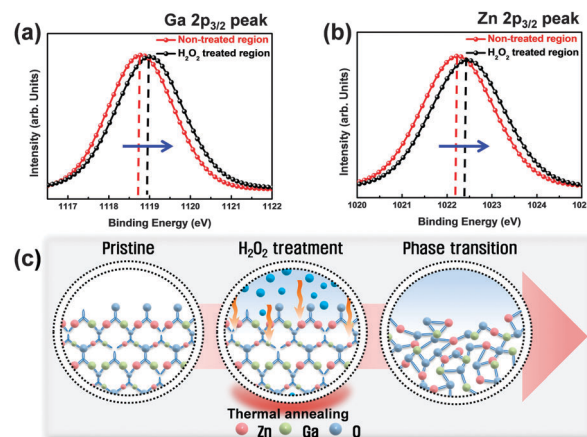 (a)
Ga 2p3/2 peak
Non-treated region
H2O2 treated region
Intensity (arb. Units)
1117 1118 1119 1120 1121 1122
Binding Energy (eV)
(b)
Zn 2p3/2 peak
Non-treated region
H2O2 treated region
Intensity (arb. Units)
1020 1021 1022 1023 1024 102
Binding Energy (eV)
(c)
Pristine H2O2 treatment Phase transition
Thermal annealing
Zn Ga O